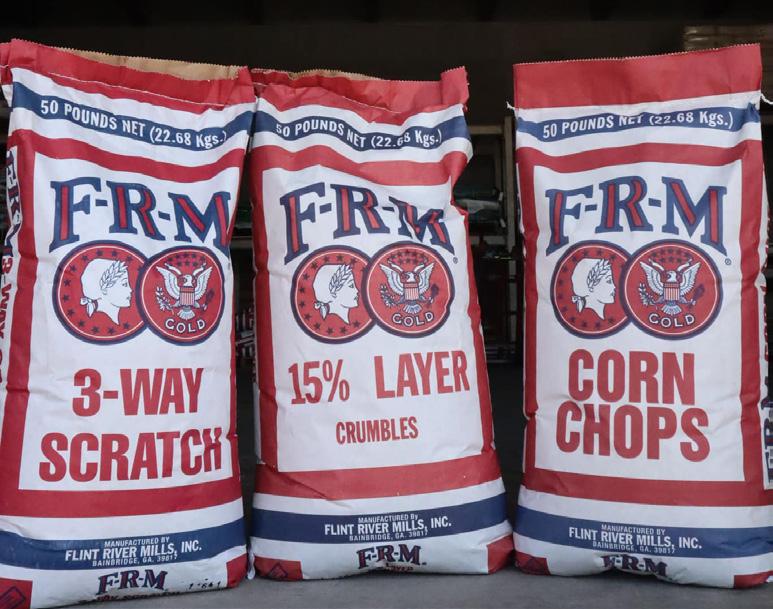 50 POUNDS NET (22.68 Kgs.)
F-R-M
GOLD
3-WAY
SCRATCH
MANUFACTURED By
FLINT RIVER MILLS, INC.
BAINBRIDGE, GA. 39817
F-R-M
50 POUNDS NET (22.68 Kgs.)
F-R-M
GOLD
15% LAYER
CRUMBLES
MANUFACTURED By
FLINT RIVER MILLS, INC.
BAINBRIDGE, GA. 39817
F-R-M
50 POUNDS NET (22.68 Kgs.)
F-R-M
GOLD
CORN
CHOPS
MANUFACTURED By
FLINT RIVER MILLS, INC.
BAINBRIDGE, GA. 39817
F-R-M